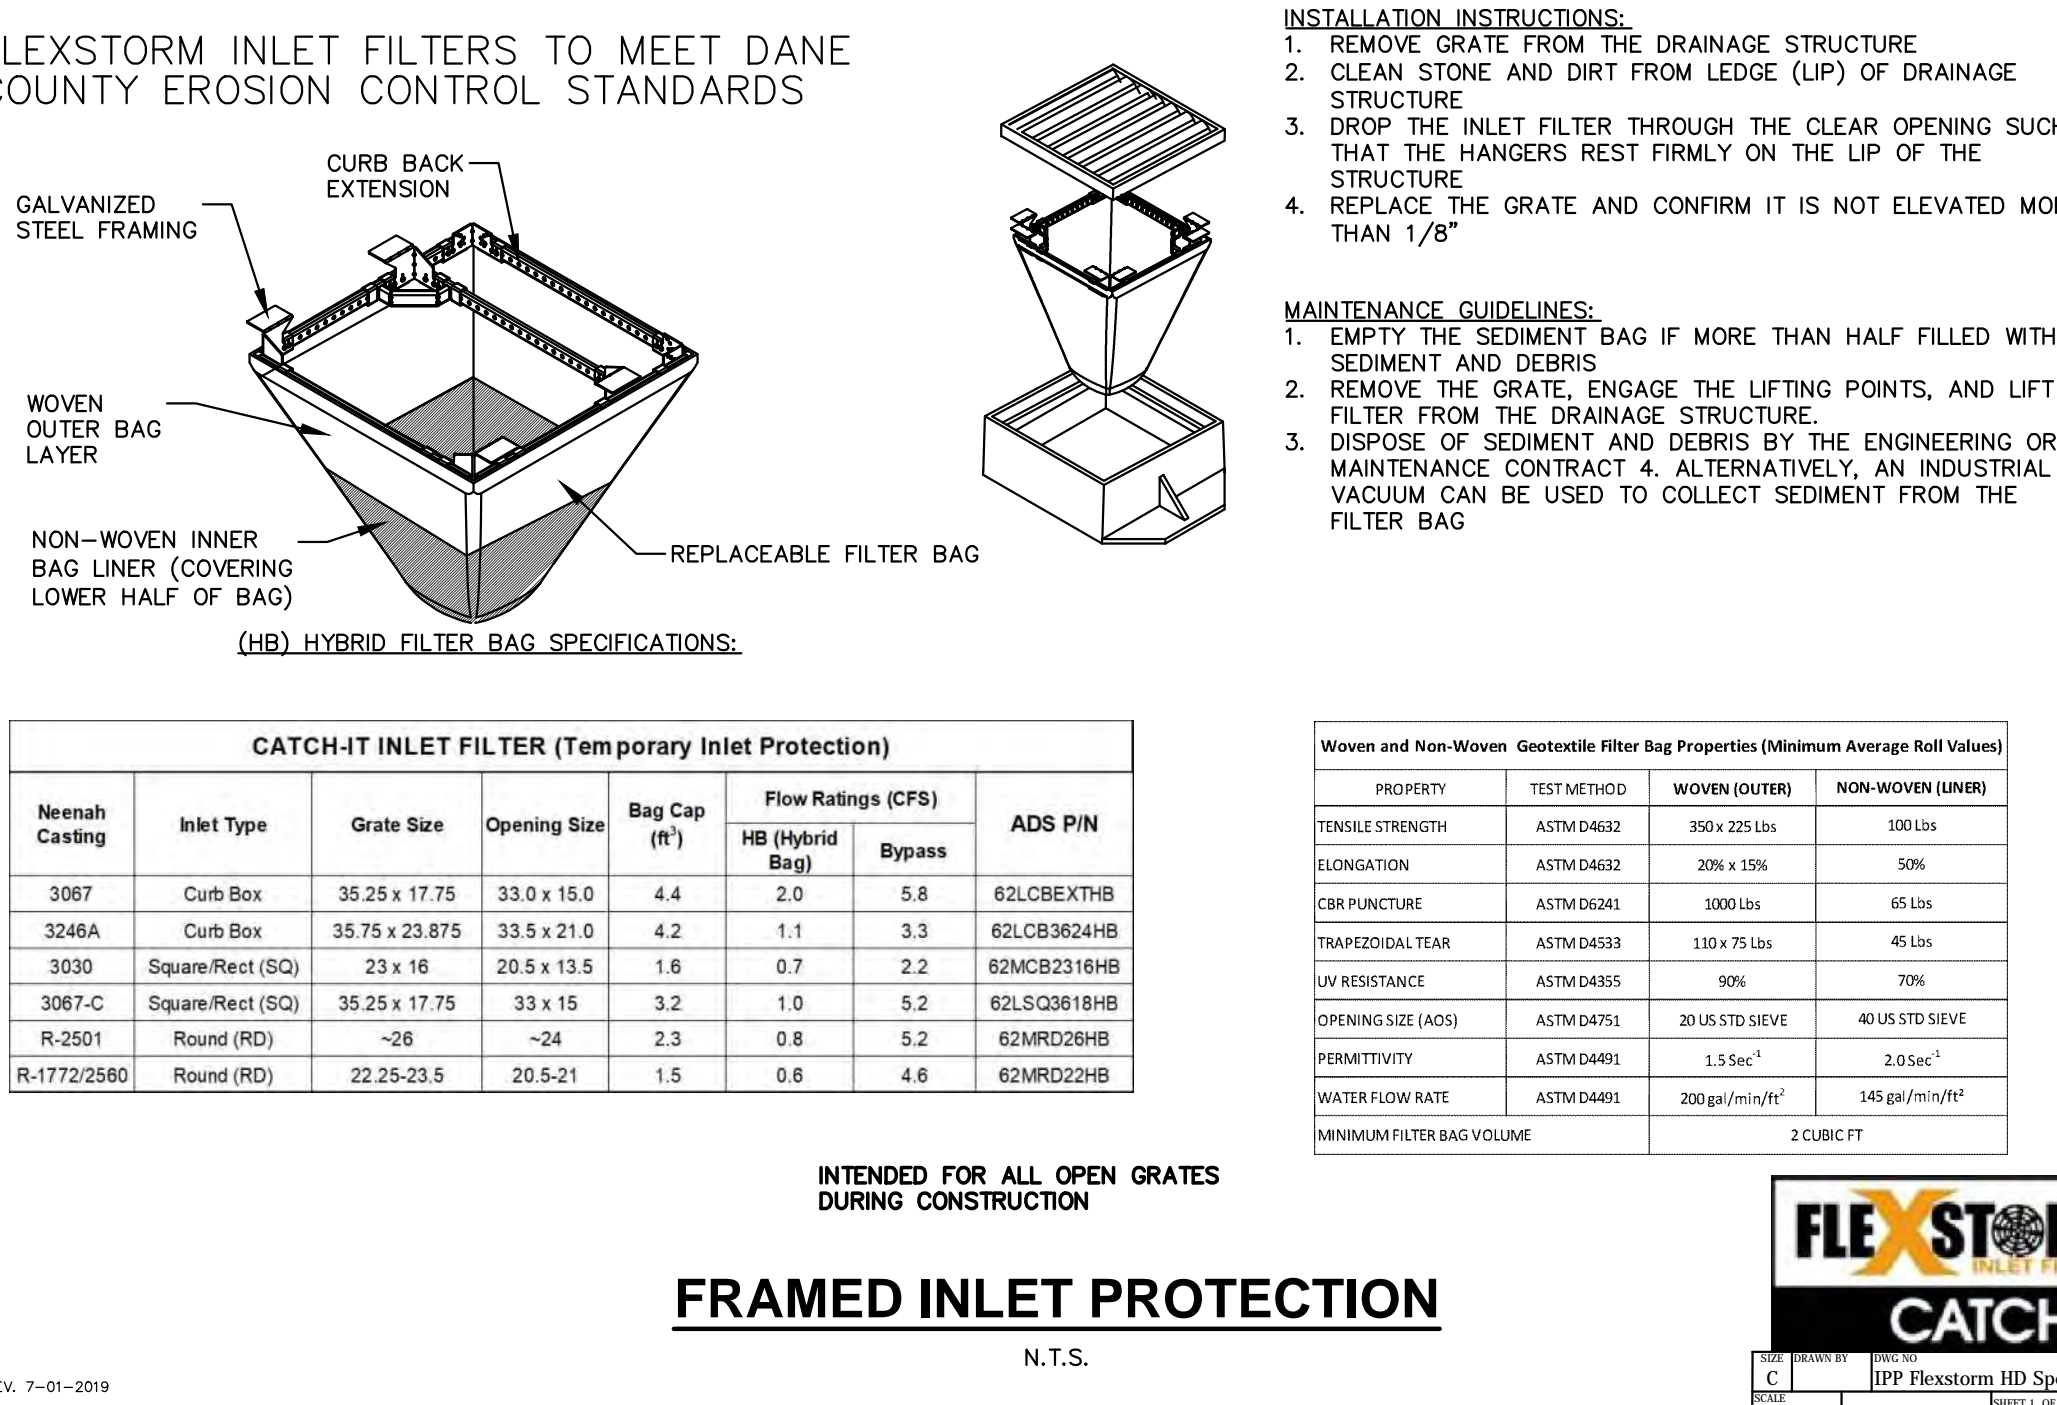 LEXSTORM INLET FILTERS TO MEET DANE
COUNTY EROSION CONTROL STANDARDS
CURB BACK
EXTENSION
GALVANIZED
STEEL FRAMING
WOVEN
OUTER BAG
LAYER
NON-WOVEN INNER
BAG LINER (COVERING
LOWER HALF OF BAG)
REPLACEABLE FILTER BAG
(HB) HYBRID FILTER BAG SPECIFICATIONS:
INSTALLATION INSTRUCTIONS:
1. REMOVE GRATE FROM THE DRAINAGE STRUCTURE
2. CLEAN STONE AND DIRT FROM LEDGE (LIP) OF DRAINAGE
STRUCTURE
3. DROP THE INLET FILTER THROUGH THE CLEAR OPENING SUCH
THAT THE HANGERS REST FIRMLY ON THE LIP OF THE
STRUCTURE
4. REPLACE THE GRATE AND CONFIRM IT IS NOT ELEVATED MO
THAN 1/8”
MAINTENANCE GUIDELINES:
1. EMPTY THE SEDIMENT BAG IF MORE THAN HALF FILLED WITH
SEDIMENT AND DEBRIS
2. REMOVE THE GRATE, ENGAGE THE LIFTING POINTS, AND LIFT
FILTER FROM THE DRAINAGE STRUCTURE.
3. DISPOSE OF SEDIMENT AND DEBRIS BY THE ENGINEERING OR
MAINTENANCE CONTRACT 4. ALTERNATIVELY, AN INDUSTRIAL
VACUUM CAN BE USED TO COLLECT SEDIMENT FROM THE
FILTER BAG
CATCH-IT INLET FILTER (Temporary Inlet Protection)
Neenah Casting Inlet Type Grate Size Opening Size Bag Cap (ft³) Flow Ratings (CFS) ADS P/N
HB (Hybrid Bag) Bypass
3067 Curb Box 35.25 x 17.75 33.0 x 15.0 4.4 2.0 5.8 62LCBEXTHB
3246A Curb Box 35.75 x 23.875 33.5 x 21.0 4.2 1.1 3.3 62LCB3624HB
3030 Square/Rect (SQ) 23 x 16 20.5 x 13.5 1.6 0.7 2.2 62MCB2316HB
3067-C Square/Rect (SQ) 35.25 x 17.75 33 x 15 3.2 1.0 5.2 62LSQ3618HB
R-2501 Round (RD) ~26 ~24 2.3 0.8 5.2 62MRD26HB
R-1772/2560 Round (RD) 22.25-23.5 20.5-21 1.5 0.6 4.6 62MRD22HB
Woven and Non-Woven Geotextile Filter Bag Properties (Minimum Average Roll Values)
PROPERTY TEST METHOD WOVEN (OUTER) NON-WOVEN (LINER)
TENSILE STRENGTH ASTM D4632 350 x 225 Lbs 100 Lbs
ELONGATION ASTM D4632 20% x 15% 50%
CBR PUNCTURE ASTM D6241 1000 Lbs 65 Lbs
TRAPEZOIDAL TEAR ASTM D4533 110 x 75 Lbs 45 Lbs
UV RESISTANCE ASTM D4355 90% 70%
OPENING SIZE (AOS) ASTM D4751 20 US STD SIEVE 40 US STD SIEVE
PERMITTIVITY ASTM D4491 1.5 Sec⁻¹ 2.0 Sec⁻¹
WATER FLOW RATE ASTM D4491 200 gal/min/ft² 145 gal/min/ft²
MINIMUM FILTER BAG VOLUME 2 CUBIC FT
INTENDED FOR ALL OPEN GRATES
DURING CONSTRUCTION
FRAMED INLET PROTECTION
N.T.S.
V. 7-01-2019
FLEXSTO
INLET F
CATCH
SIZE DRAWN BY DWG NO
C IPP Flexstorm HD Sp
SCALE SHEET 1 OF